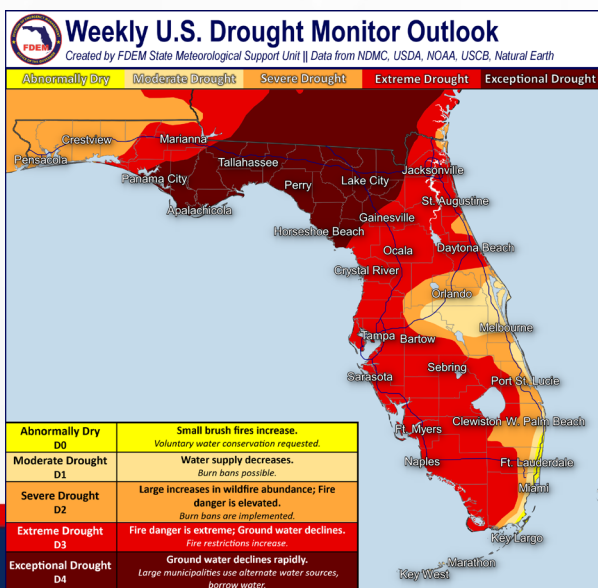 Weekly U.S. Drought Monitor Outlook
FDEM
Created by FDEM State Meteorological Support Unit || Data from NDMC, USDA, NOAA, USCB, Natural Earth
Abnormally Dry Moderate Drought Severe Drought Extreme Drought Exceptional Drought
Crestview
Marianna
Pensacola
Tallahassee
Jacksonville
Panama City
Perry
Lake City
Apalachicola
St. Augustine
Gainesville
Horseshoe Beach
Ocala
Daytona Beach
Crystal River
Orlando
Melbourne
Tampa
Bartow
Sebring
Sarasota
Port St. Lucie
Ft. Myers
Clewiston
W. Palm Beach
Naples
Ft. Lauderdale
Miami
Key Largo
Marathon
Key West
Abnormally Dry
D0
Small brush fires increase.
Voluntary water conservation requested.
Moderate Drought
D1
Water supply decreases.
Burn bans possible.
Severe Drought
D2
Large increases in wildfire abundance; Fire
danger is elevated.
Burn bans are implemented.
Extreme Drought
D3
Fire danger is extreme; Ground water declines.
Fire restrictions increase.
Exceptional Drought
D4
Ground water declines rapidly.
Large municipalities use alternate water sources,
borrow water.